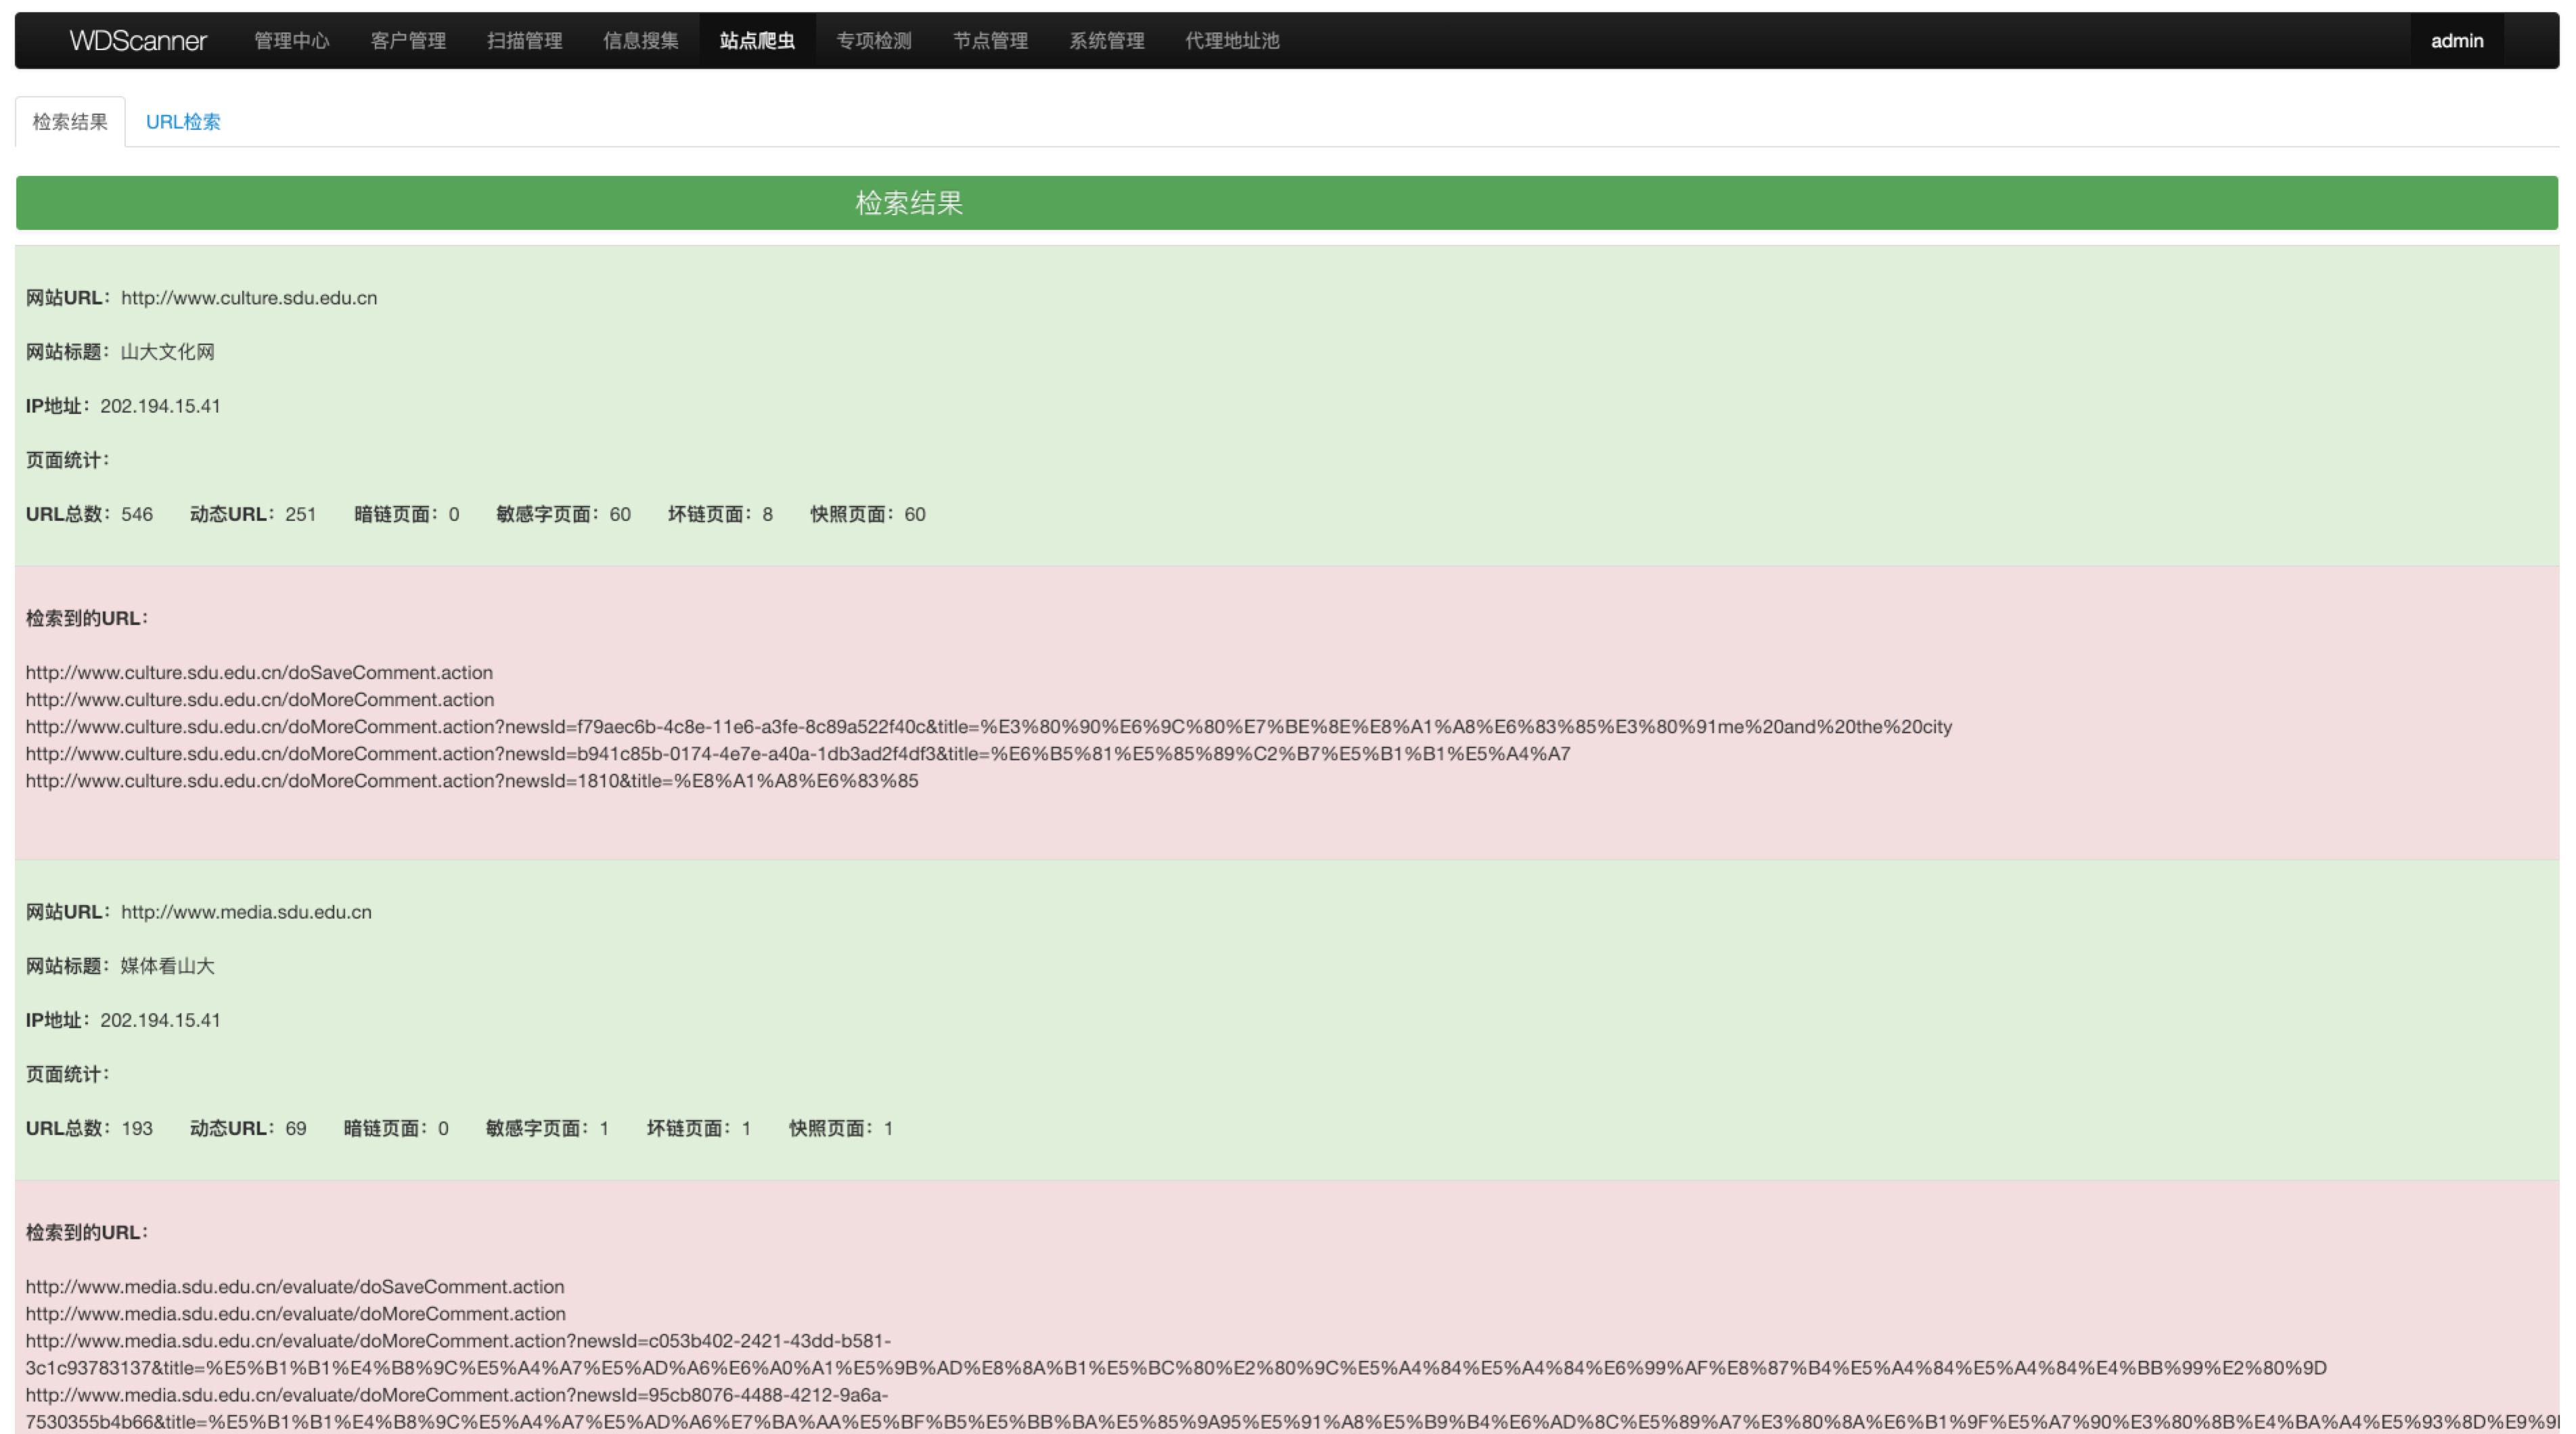 WDScanner 管理中心 客户管理 扫描管理 信息搜集 站点爬虫 专项检测 节点管理 系统管理 代理地址池 admin
检索结果 URL检索
检索结果
网站URL：http://www.culture.sdu.edu.cn
网站标题：山大文化网
IP地址：202.194.15.41
页面统计：
URL总数：546 动态URL：251 暗链页面：0 敏感字页面：60 坏链页面：8 快照页面：60
检索到的URL：
http://www.culture.sdu.edu.cn/doSaveComment.action
http://www.culture.sdu.edu.cn/doMoreComment.action
http://www.culture.sdu.edu.cn/doMoreComment.action?newsId=f79aec6b-4c8e-11e6-a3fe-8c89a522f40c&title=%E3%80%90%E6%9C%80%E7%BE%8E%E8%A1%A8%E6%83%85%E3%80%91me%20and%20the%20city
http://www.culture.sdu.edu.cn/doMoreComment.action?newsId=b941c85b-0174-4e7e-a40a-1db3ad2f4df3&title=%E6%B5%81%E5%85%89%C2%B7%E5%B1%B1%E5%A4%A7
http://www.culture.sdu.edu.cn/doMoreComment.action?newsId=1810&title=%E8%A1%A8%E6%83%85
网站URL：http://www.media.sdu.edu.cn
网站标题：媒体看山大
IP地址：202.194.15.41
页面统计：
URL总数：193 动态URL：69 暗链页面：0 敏感字页面：1 坏链页面：1 快照页面：1
检索到的URL：
http://www.media.sdu.edu.cn/evaluate/doSaveComment.action
http://www.media.sdu.edu.cn/evaluate/doMoreComment.action
http://www.media.sdu.edu.cn/evaluate/doMoreComment.action?newsId=c053b402-2421-43dd-b581-
3c1c93783137&title=%E5%B1%B1%E4%B8%9C%E5%A4%A7%E5%AD%A6%E6%A0%A1%E5%9B%AD%E8%8A%B1%E5%BC%80%E2%80%9C%E5%A4%84%E5%A4%84%E6%99%AF%E8%87%B4%E5%A4%84%E5%A4%84%E4%BB%99%E2%80%9D
http://www.media.sdu.edu.cn/evaluate/doMoreComment.action?newsId=95cb8076-4488-4212-9a6a-
7530355b4b66&title=%E5%B1%B1%E4%B8%9C%E5%A4%A7%E5%AD%A6%E7%BA%AA%E5%BF%B5%E5%BB%BA%E5%85%9A95%E5%91%A8%E5%B9%B4%E6%AD%8C%E5%89%A7%E3%80%8A%E6%B1%9F%E5%A7%90%E3%80%8B%E4%BA%A4%E5%93%8D%E9%9